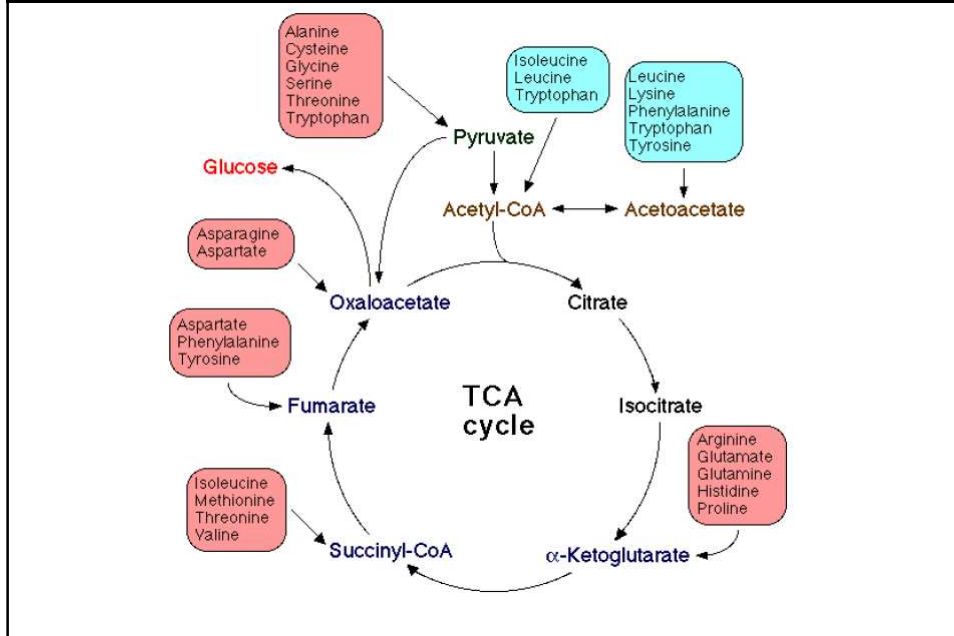 Alanine
Cysteine
Glycine
Serine
Threonine
Tryptophan
Isoleucine
Leucine
Tryptophan
Leucine
Lysine
Phenylalanine
Tryptophan
Tyrosine
Pyruvate
Glucose
Acetyl-CoA
Acetoacetate
Asparagine
Aspartate
Oxaloacetate
Citrate
Aspartate
Phenylalanine
Tyrosine
Fumarate
TCA
cycle
Isocitrate
Arginine
Glutamate
Glutamine
Histidine
Proline
Isoleucine
Methionine
Threonine
Valine
Succinyl-CoA
α-Ketoglutarate